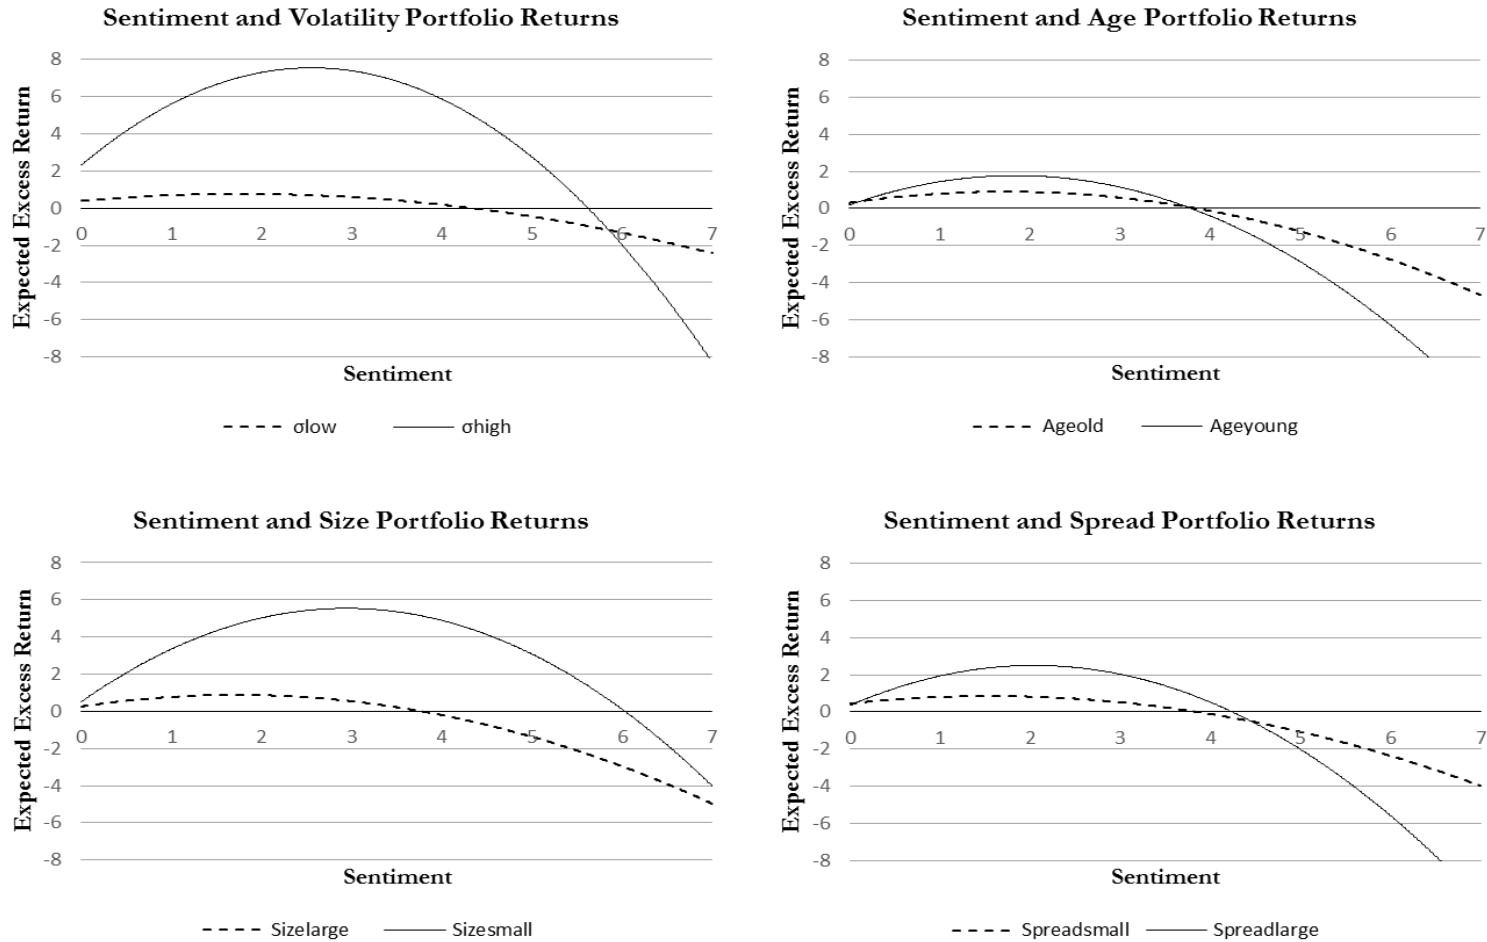 Sentiment and Volatility Portfolio Returns
Expected Excess Return
8
6
4
2
0
-2
-4
-6
-8
0 1 2 3 4 5 6 7
Sentiment
σlow σhigh
Sentiment and Age Portfolio Returns
Expected Excess Return
8
6
4
2
0
-2
-4
-6
-8
0 1 2 3 4 5 6 7
Sentiment
Ageold Ageyoung
Sentiment and Size Portfolio Returns
Expected Excess Return
8
6
4
2
0
-2
-4
-6
-8
0 1 2 3 4 5 6 7
Sentiment
Sizelarge Sizesmall
Sentiment and Spread Portfolio Returns
Expected Excess Return
8
6
4
2
0
-2
-4
-6
-8
0 1 2 3 4 5 6 7
Sentiment
Spreadsmall Spreadlarge